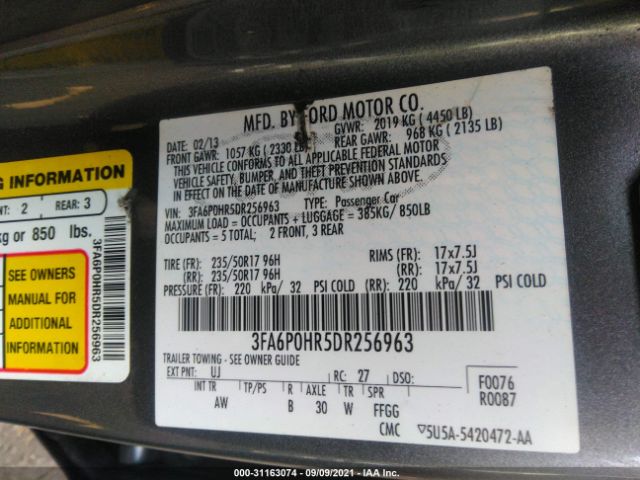 MFD. BY FORD MOTOR CO.
DATE: 02/13 GVWR: 2019 KG ( 4450 LB)
FRONT GAWR: 1057 KG ( 2330 LB) REAR GAWR: 968 KG ( 2135 LB)
THIS VEHICLE CONFORMS TO ALL APPLICABLE FEDERAL MOTOR
VEHICLE SAFETY, BUMPER, AND THEFT PREVENTION STANDARDS
IN EFFECT ON THE DATE OF MANUFACTURE SHOWN ABOVE.
VIN: 3FA6P0HR5DR256963 TYPE: Passenger Car
MAXIMUM LOAD = OCCUPANTS + LUGGAGE = 385KG/ 850LB
OCCUPANTS = 5 TOTAL; 2 FRONT, 3 REAR
TIRE (FR): 235/50R17 96H RIMS (FR): 17x7.5J
(RR): 235/50R17 96H (RR): 17x7.5J
PRESSURE (FR): 220 kPa/ 32 PSI COLD (RR): 220 kPa/ 32 PSI COLD
3FA6P0HR5DR256963
TRAILER TOWING - SEE OWNER GUIDE
EXT PNT: UJ RC: 27 DSO: F0076
R0087
INT TR TP/PS R AXLE TR SPR
AW B 30 W FFGG
CMC 5U5A-5420472-AA
G INFORMATION
NT: 2 REAR: 3
kg or 850 lbs.
SEE OWNERS
MANUAL FOR
ADDITIONAL
INFORMATION
3FA6P0HR5DR256963
000-31163074 - 09/09/2021 - IAA Inc.